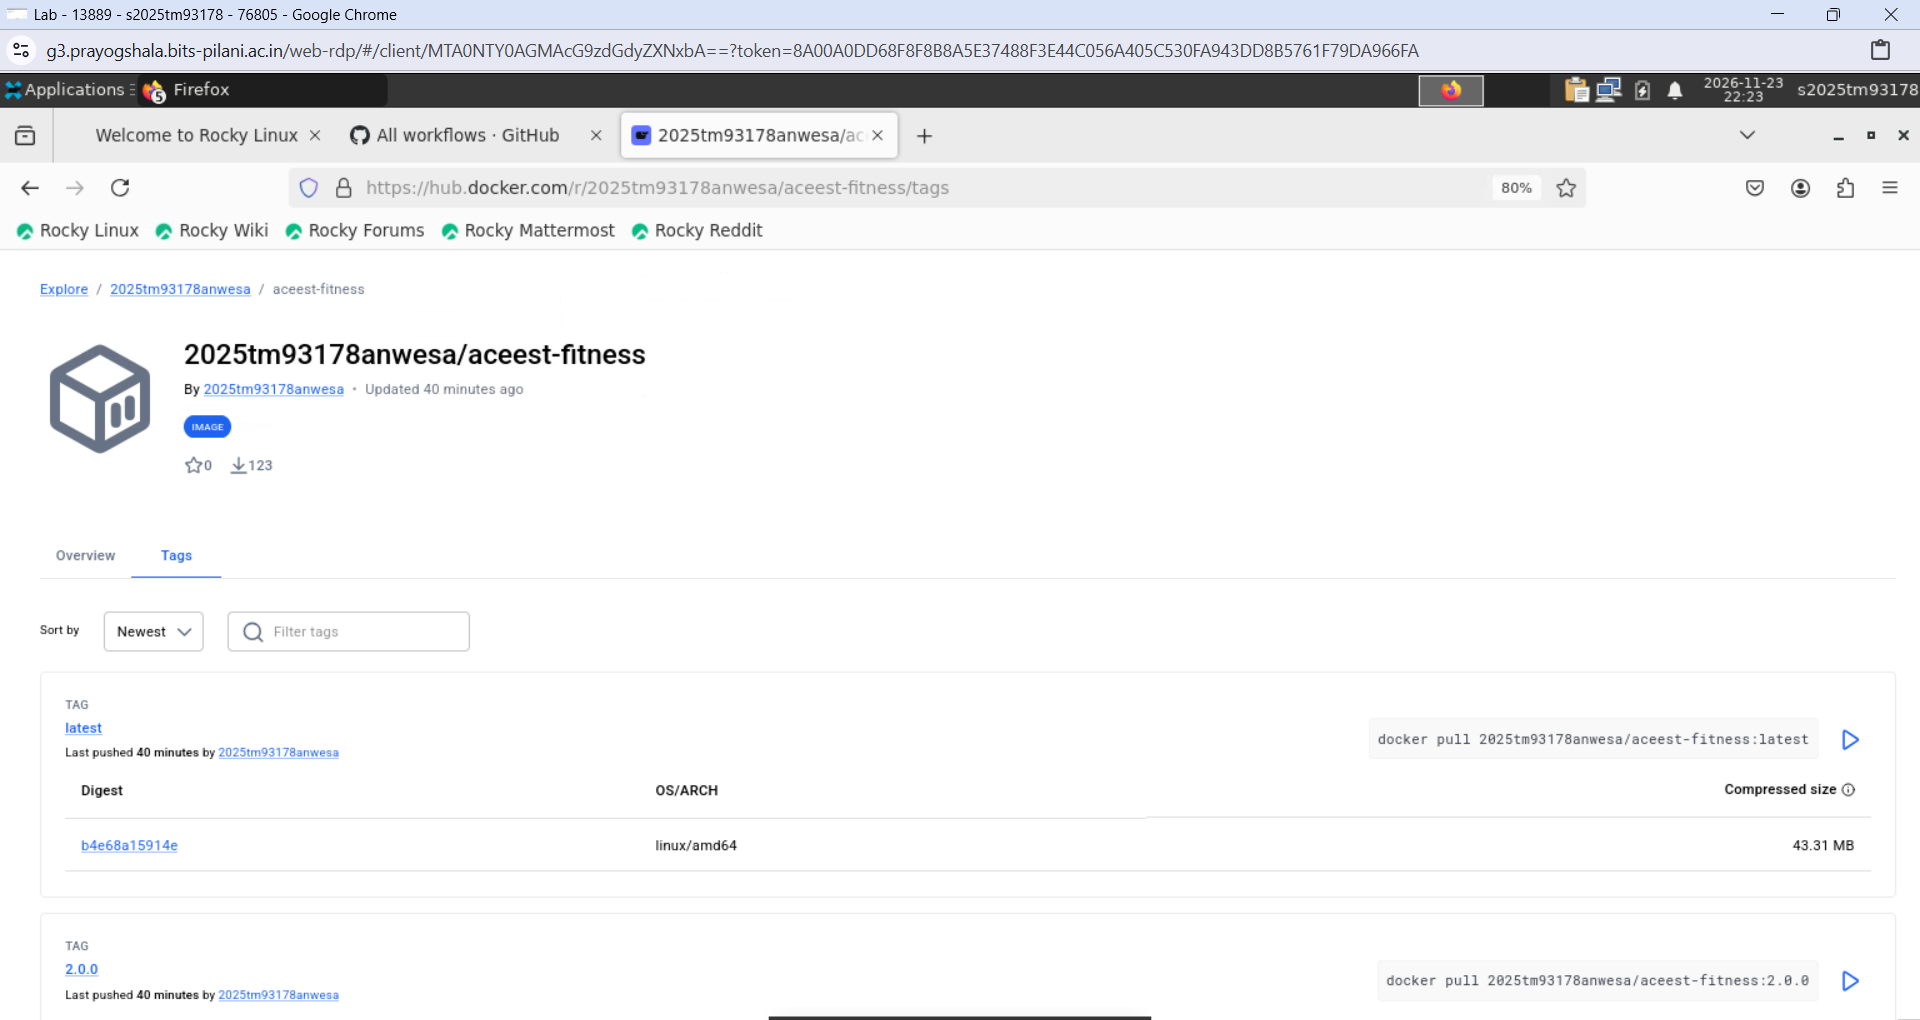 Lab - 13889 - s2025tm93178 - 76805 - Google Chrome
g3.prayogshala.bits-pilani.ac.in/web-rdp/#/client/MTA0NTY0AGMAcG9zdGdyZXNxbA==?token=8A00A0DD68F8F8B8A5E37488F3E44C056A405C530FA943DD8B5761F79DA966FA
Applications Firefox 2026-11-23 22:23 s2025tm93178
Welcome to Rocky Linux All workflows · GitHub 2025tm93178anwesa/ac
https://hub.docker.com/r/2025tm93178anwesa/aceest-fitness/tags 80%
Rocky Linux Rocky Wiki Rocky Forums Rocky Mattermost Rocky Reddit
Explore / 2025tm93178anwesa / aceest-fitness
2025tm93178anwesa/aceest-fitness
By 2025tm93178anwesa • Updated 40 minutes ago
IMAGE
0 123
Overview Tags
Sort by Newest Filter tags
TAG
latest
docker pull 2025tm93178anwesa/aceest-fitness:latest
Last pushed 40 minutes by 2025tm93178anwesa
Digest OS/ARCH Compressed size
b4e68a15914e linux/amd64 43.31 MB
TAG
2.0.0
docker pull 2025tm93178anwesa/aceest-fitness:2.0.0
Last pushed 40 minutes by 2025tm93178anwesa